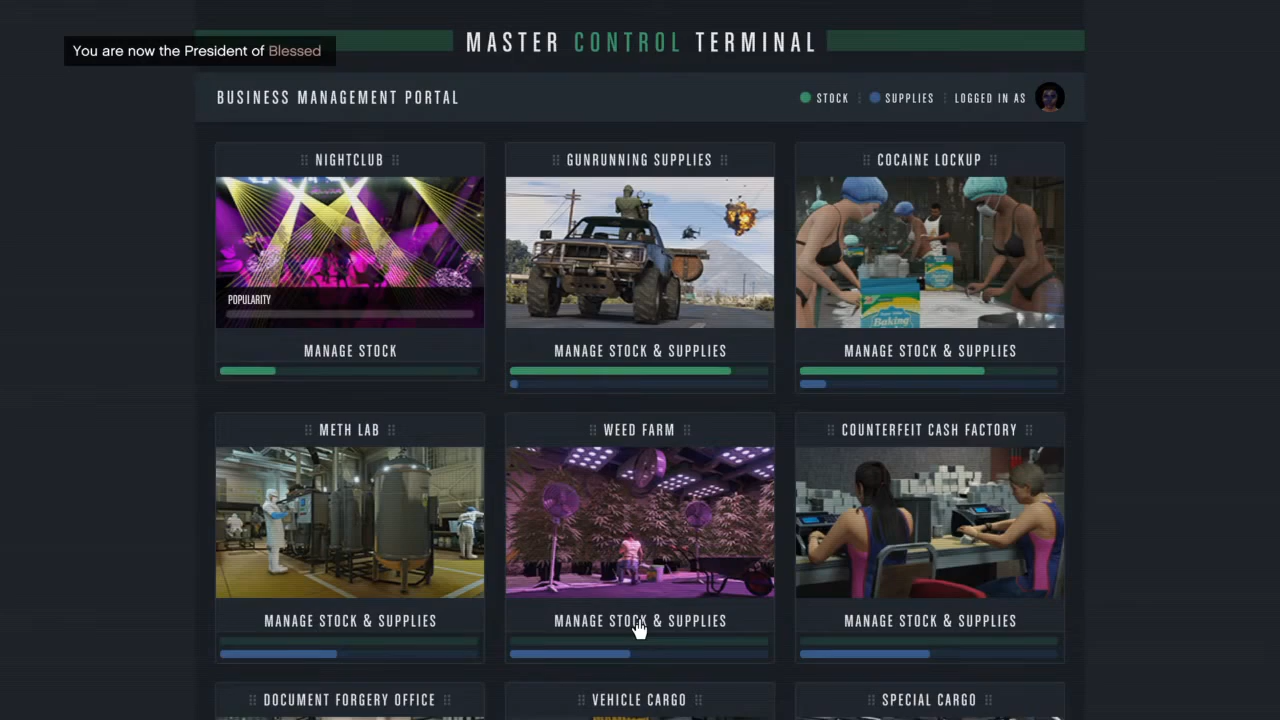 MASTER CONTROL TERMINAL
You are now the President of Blessed
BUSINESS MANAGEMENT PORTAL
STOCK
SUPPLIES
LOGGED IN AS
NIGHTCLUB
GUNRUNNING SUPPLIES
COCAINE LOCKUP
POPULARITY
Baking
MANAGE STOCK
MANAGE STOCK & SUPPLIES
MANAGE STOCK & SUPPLIES
METH LAB
WEED FARM
COUNTERFEIT CASH FACTORY
MANAGE STOCK & SUPPLIES
MANAGE STOCK & SUPPLIES
MANAGE STOCK & SUPPLIES
DOCUMENT FORGERY OFFICE
VEHICLE CARGO
SPECIAL CARGO